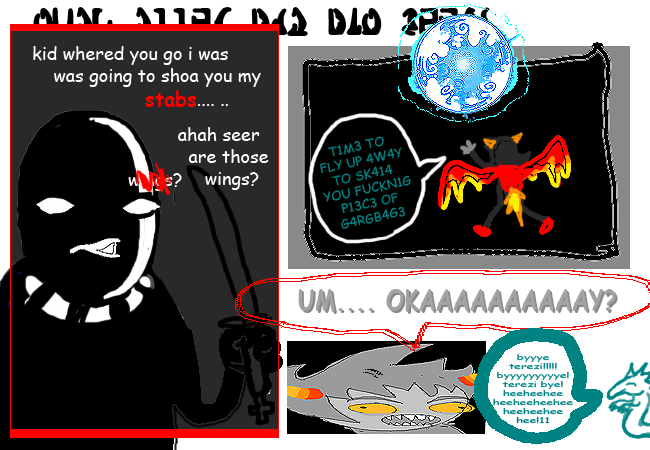 kid whered you go i was
was going to shoa you my
stabs.... ..
ahah seer
are those
wings?
T1M3 TO
FLY UP 4W4Y
TO SK414
YOU FUCKN1G
P13C3 OF
G4RGB4G3
UM.... OKAAAAAAAAAAY?
byyye
terezi!!!!!
byyyyyyyyye!
terezi bye!
heeheehee
heeheeheehee
heeheehee
hee!11